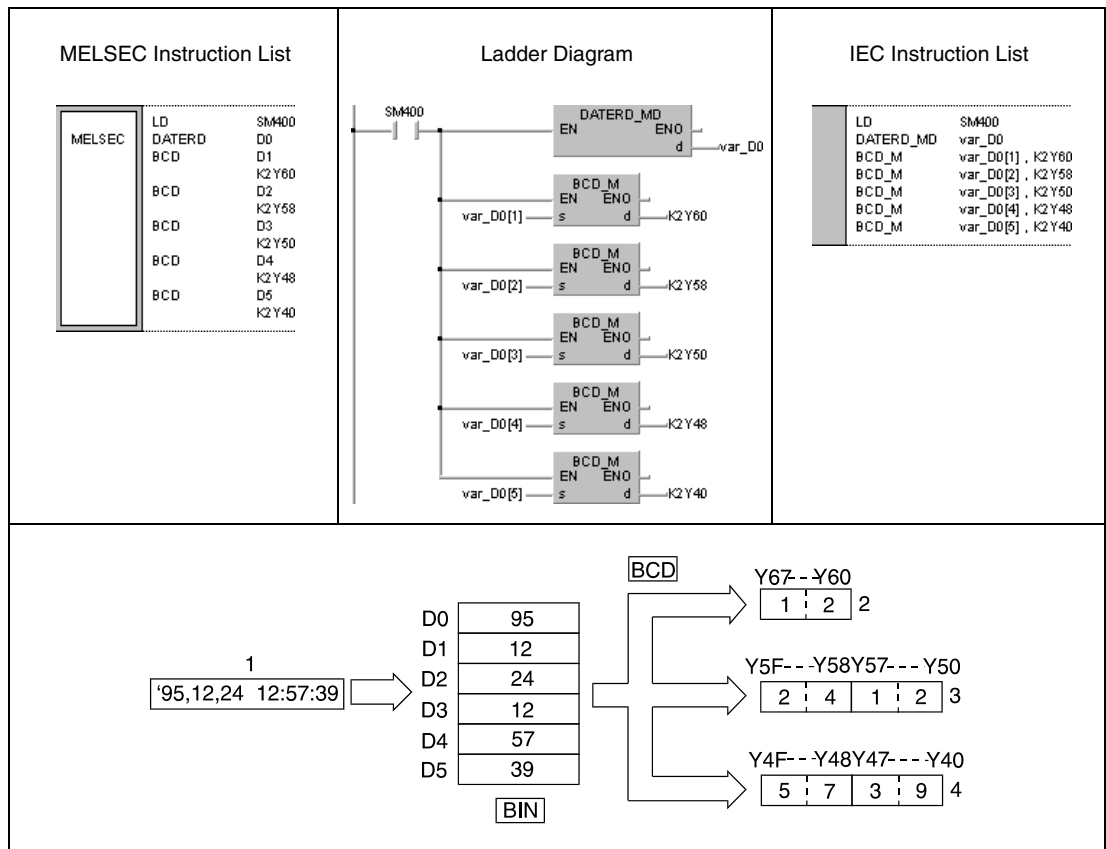 MELSEC Instruction List
MELSEC
LD SM400
DATERD D0
BCD D1
K2Y60
BCD D2
K2Y58
BCD D3
K2Y50
BCD D4
K2Y48
BCD D5
K2Y40
Ladder Diagram
SM400
DATERD_MD
EN ENO
d var_D0
BCD_M
EN ENO
var_D0[1] s d K2Y60
BCD_M
EN ENO
var_D0[2] s d K2Y58
BCD_M
EN ENO
var_D0[3] s d K2Y50
BCD_M
EN ENO
var_D0[4] s d K2Y48
BCD_M
EN ENO
var_D0[5] s d K2Y40
IEC Instruction List
LD SM400
DATERD_MD var_D0
BCD_M var_D0[1] , K2Y60
BCD_M var_D0[2] , K2Y58
BCD_M var_D0[3] , K2Y50
BCD_M var_D0[4] , K2Y48
BCD_M var_D0[5] , K2Y40
1
'95,12,24 12:57:39
D0 95
D1 12
D2 24
D3 12
D4 57
D5 39
BIN
BCD
Y67---Y60
1 2 2
Y5F---Y58Y57----Y50
2 4 1 2 3
Y4F---Y48Y47----Y40
5 7 3 9 4